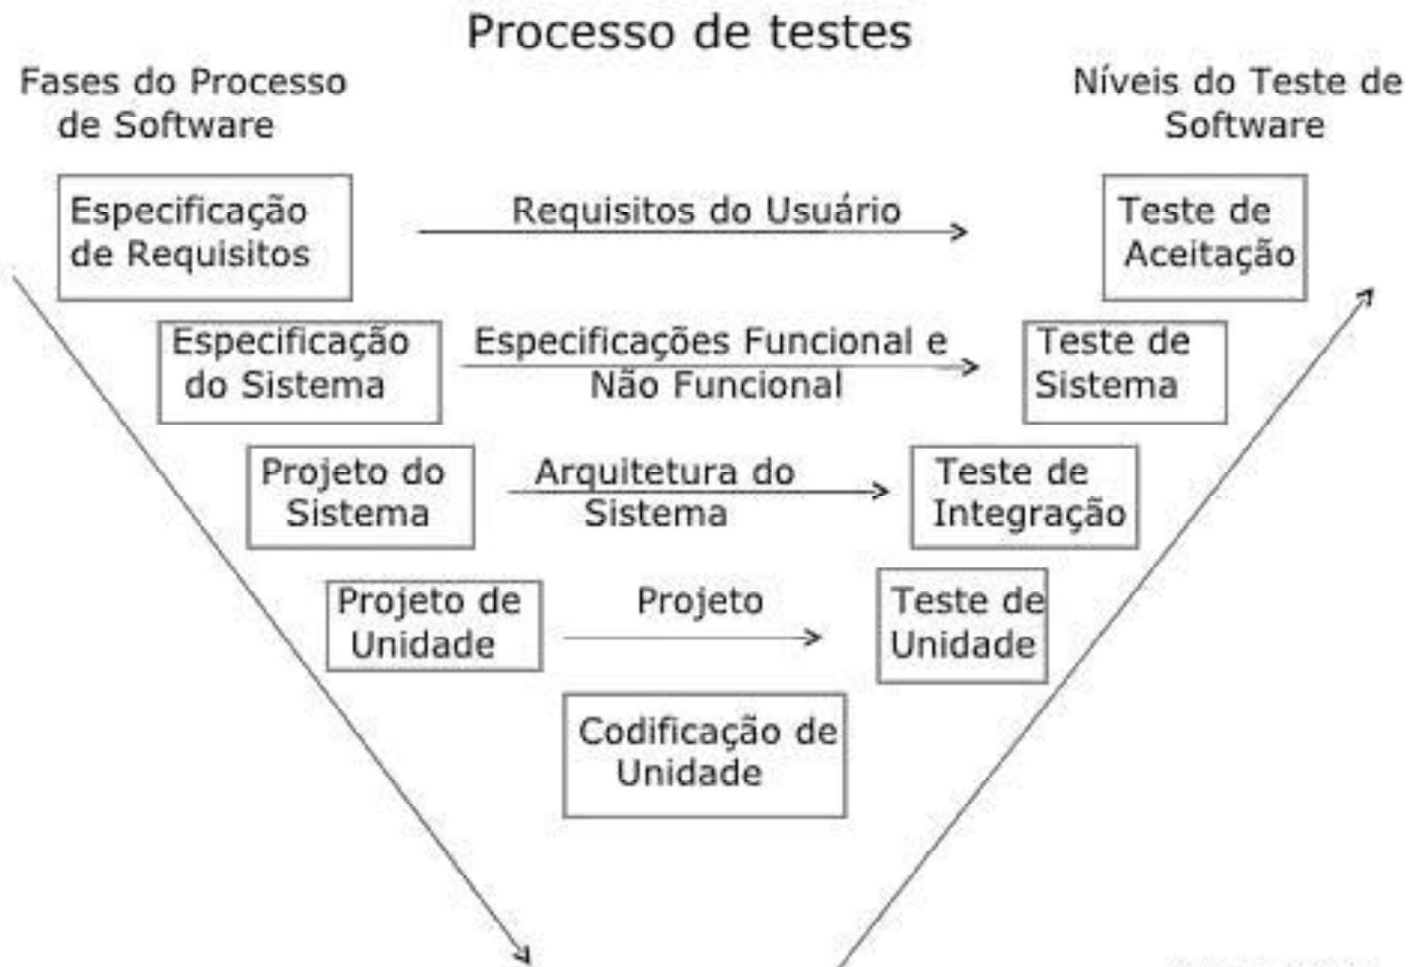 Processo de testes
Fases do Processo
de Software
Níveis do Teste de
Software
Especificação
de Requisitos
Requisitos do Usuário
Teste de
Aceitação
Especificação
do Sistema
Especificações Funcional e
Não Funcional
Teste de
Sistema
Projeto do
Sistema
Arquitetura do
Sistema
Teste de
Integração
Projeto de
Unidade
Projeto
Teste de
Unidade
Codificação de
Unidade